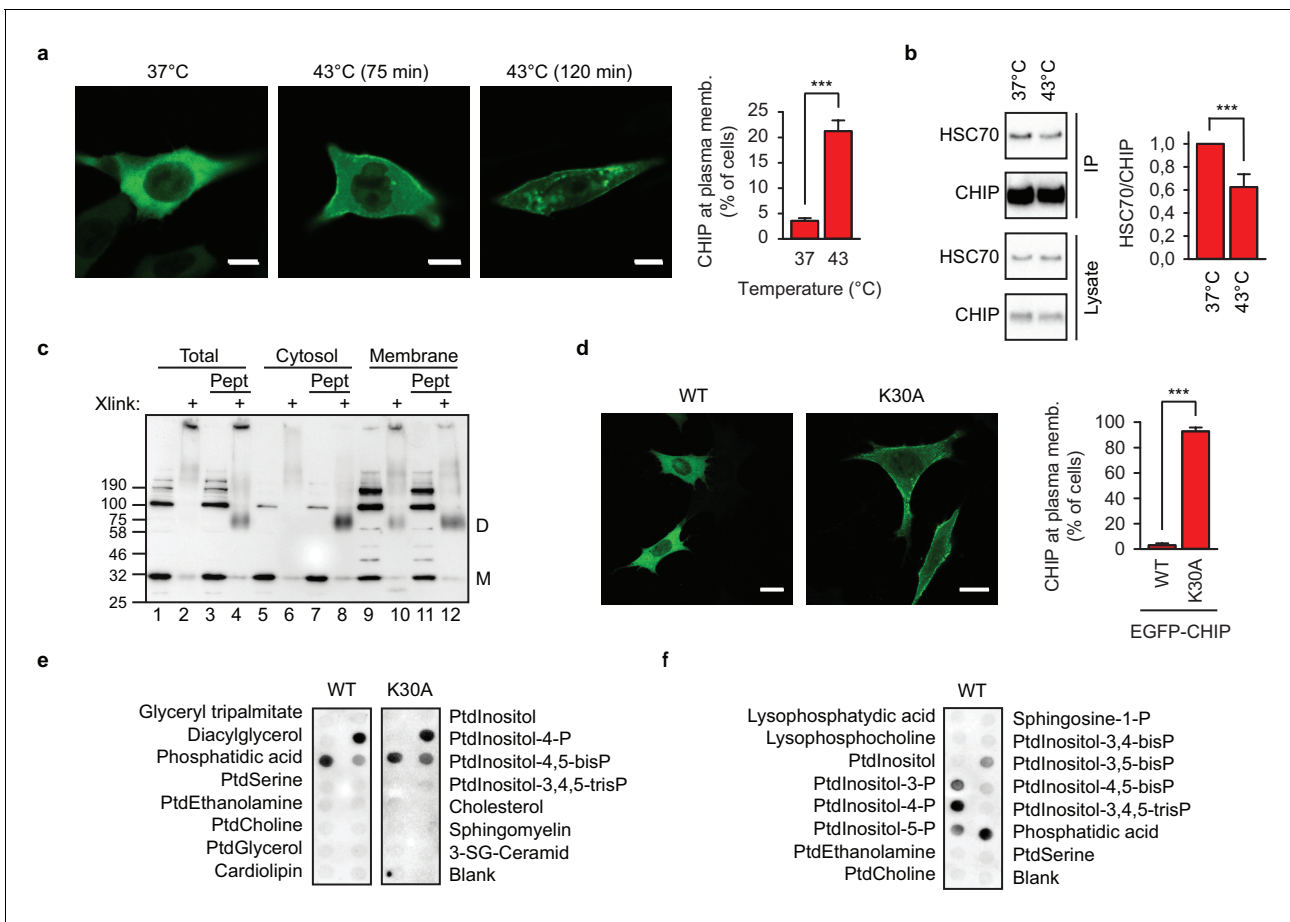 a
37°C
43°C (75 min)
43°C (120 min)
CHIP at plasma memb.
(% of cells)
25
20
15
10
5
0
***
37 43
Temperature (°C)
b
37°C
43°C
HSC70
CHIP
IP
HSC70
CHIP
Lysate
HSC70/CHIP
1,0
0,8
0,6
0,4
0,2
0,0
***
37°C
43°C
c
Total Cytosol Membrane
Pept Pept Pept
Xlink: + + + + + +
190
100
75
58
46
32
25
D
M
1 2 3 4 5 6 7 8 9 10 11 12
d
WT
K30A
CHIP at plasma memb.
(% of cells)
100
80
60
40
20
0
***
WT
K30A
EGFP-CHIP
e
WT K30A
Glyceryl tripalmitate
Diacylglycerol
Phosphatidic acid
PtdSerine
PtdEthanolamine
PtdCholine
PtdGlycerol
Cardiolipin
PtdInositol
PtdInositol-4-P
PtdInositol-4,5-bisP
PtdInositol-3,4,5-trisP
Cholesterol
Sphingomyelin
3-SG-Ceramid
Blank
f
WT
Lysophosphatydic acid
Lysophosphocholine
PtdInositol
PtdInositol-3-P
PtdInositol-4-P
PtdInositol-5-P
PtdEthanolamine
PtdCholine
Sphingosine-1-P
PtdInositol-3,4-bisP
PtdInositol-3,5-bisP
PtdInositol-4,5-bisP
PtdInositol-3,4,5-trisP
Phosphatidic acid
PtdSerine
Blank